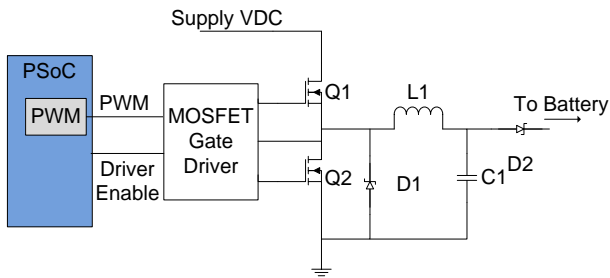 Supply VDC
PSoC
PWM
PWM
Driver
Enable
MOSFET
Gate
Driver
Q1
Q2
L1
To Battery
D1
C1
D2